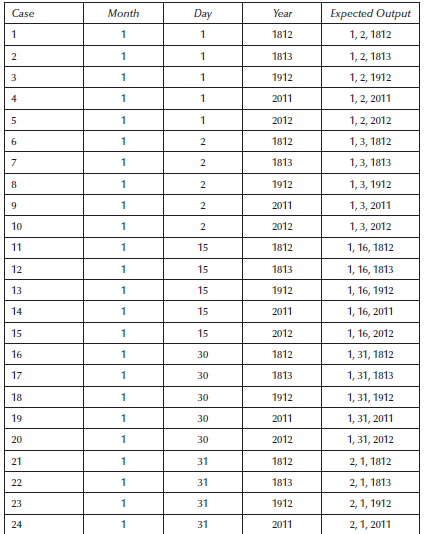 Case Month Day Year Expected Output
1 1 1 1812 1, 2, 1812
2 1 1 1813 1, 2, 1813
3 1 1 1912 1, 2, 1912
4 1 1 2011 1, 2, 2011
5 1 1 2012 1, 2, 2012
6 1 2 1812 1, 3, 1812
7 1 2 1813 1, 3, 1813
8 1 2 1912 1, 3, 1912
9 1 2 2011 1, 3, 2011
10 1 2 2012 1, 3, 2012
11 1 15 1812 1, 16, 1812
12 1 15 1813 1, 16, 1813
13 1 15 1912 1, 16, 1912
14 1 15 2011 1, 16, 2011
15 1 15 2012 1, 16, 2012
16 1 30 1812 1, 31, 1812
17 1 30 1813 1, 31, 1813
18 1 30 1912 1, 31, 1912
19 1 30 2011 1, 31, 2011
20 1 30 2012 1, 31, 2012
21 1 31 1812 2, 1, 1812
22 1 31 1813 2, 1, 1813
23 1 31 1912 2, 1, 1912
24 1 31 2011 2, 1, 2011